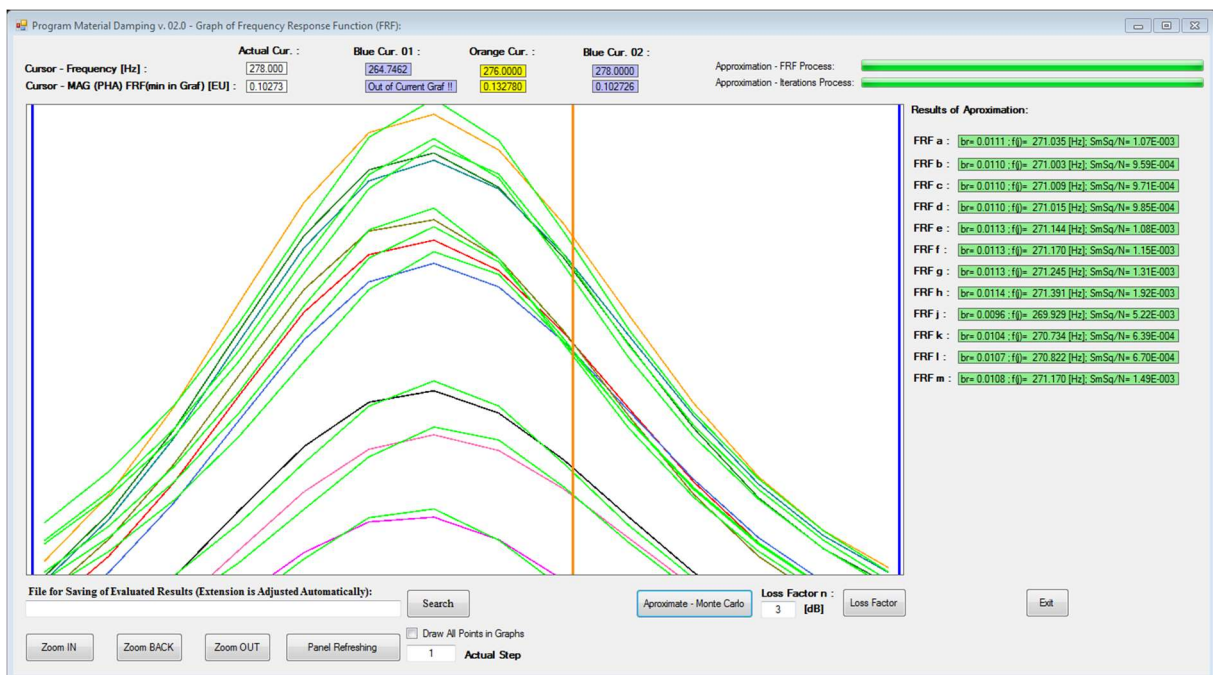 Program Material Damping v. 02.0 - Graph of Frequency Response Function (FRF):
Actual Cur. : Blue Cur. 01 : Orange Cur. : Blue Cur. 02 :
Cursor - Frequency [Hz] : 278.000 264.7462 276.0000 278.0000
Cursor - MAG (PHA) FRF(min in Graf) [EU] : 0.10273 Out of Current Graf !! 0.132780 0.102726
Approximation - FRF Process:
Approximation - Iterations Process:
Results of Aproximation:
FRF a : br= 0.0111 ; f(j)= 271.035 [Hz]; SmSq/N= 1.07E-003
FRF b : br= 0.0110 ; f(j)= 271.003 [Hz]; SmSq/N= 9.59E-004
FRF c : br= 0.0110 ; f(j)= 271.009 [Hz]; SmSq/N= 9.71E-004
FRF d : br= 0.0110 ; f(j)= 271.015 [Hz]; SmSq/N= 9.85E-004
FRF e : br= 0.0113 ; f(j)= 271.144 [Hz]; SmSq/N= 1.08E-003
FRF f : br= 0.0113 ; f(j)= 271.170 [Hz]; SmSq/N= 1.15E-003
FRF g : br= 0.0113 ; f(j)= 271.245 [Hz]; SmSq/N= 1.31E-003
FRF h : br= 0.0114 ; f(j)= 271.391 [Hz]; SmSq/N= 1.92E-003
FRF j : br= 0.0096 ; f(j)= 269.929 [Hz]; SmSq/N= 5.22E-003
FRF k : br= 0.0104 ; f(j)= 270.734 [Hz]; SmSq/N= 6.39E-004
FRF l : br= 0.0107 ; f(j)= 270.822 [Hz]; SmSq/N= 6.70E-004
FRF m : br= 0.0108 ; f(j)= 271.170 [Hz]; SmSq/N= 1.49E-003
File for Saving of Evaluated Results (Extension is Adjusted Automatically):
Search
Aproximate - Monte Carlo
Loss Factor n :
3 [dB]
Loss Factor
Exit
Zoom IN
Zoom BACK
Zoom OUT
Panel Refreshing
Draw All Points in Graphs
1 Actual Step